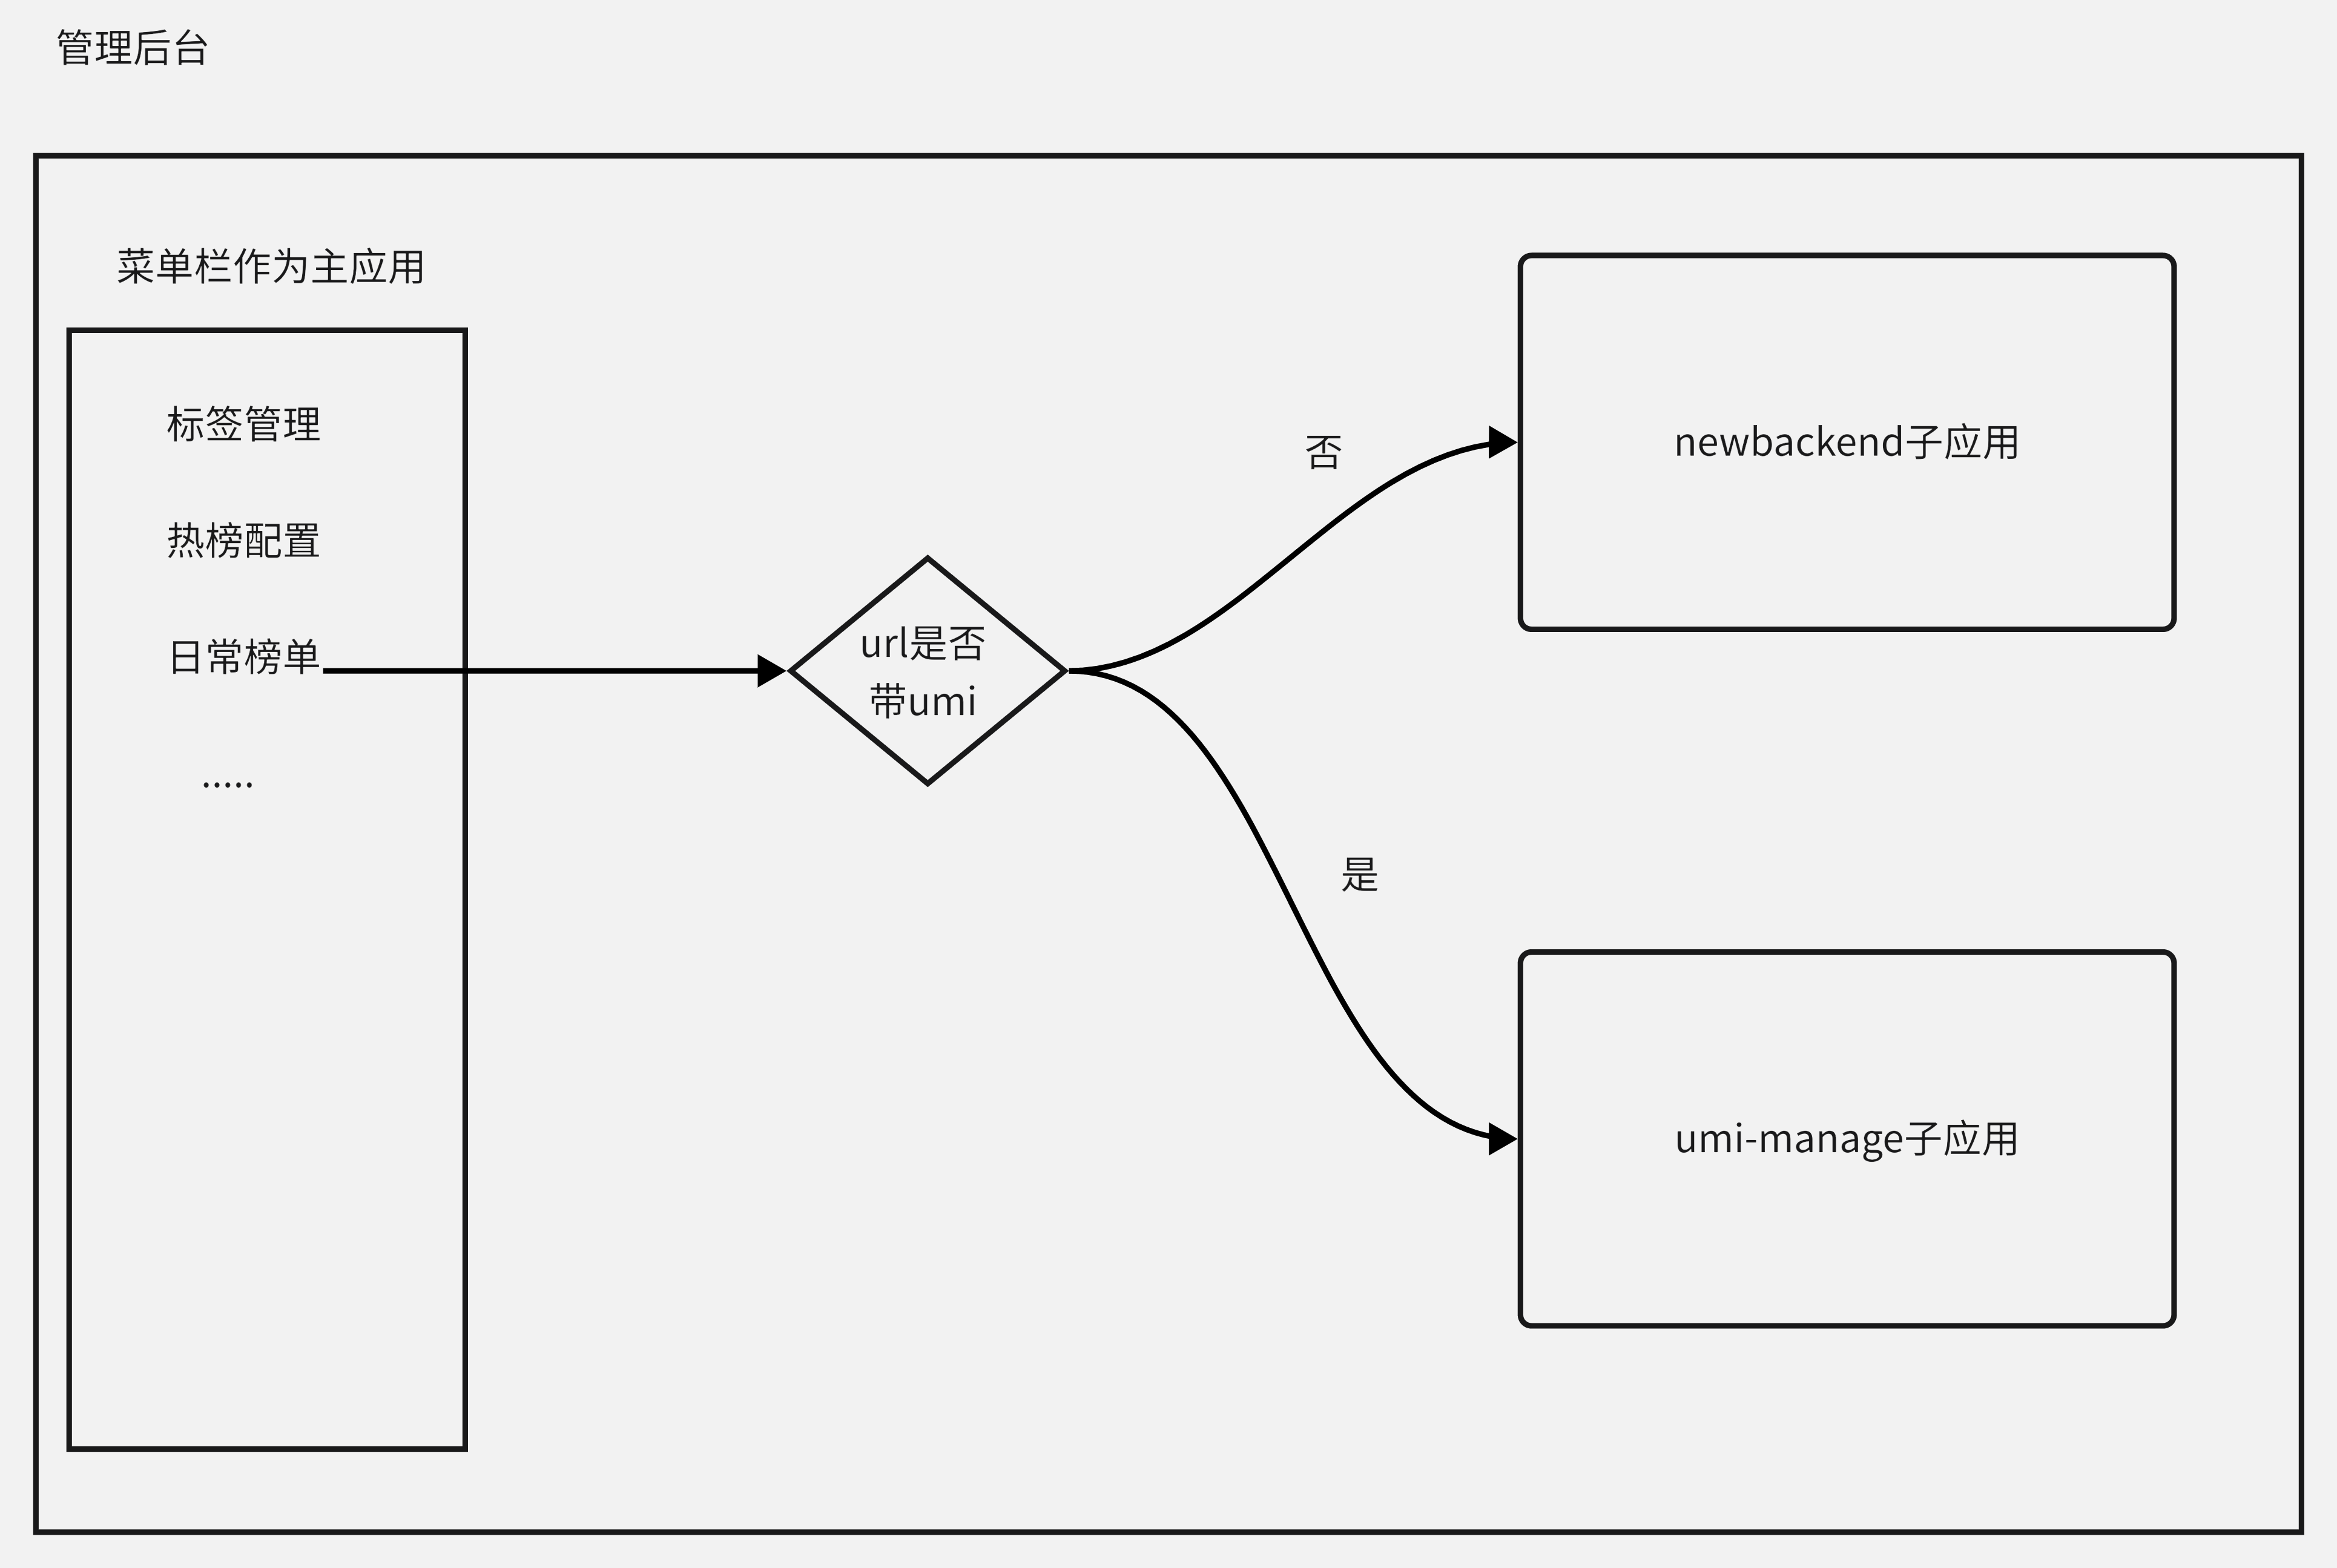 管理后台
菜单栏作为主应用
标签管理
热榜配置
日常榜单
.....
url是否
带umi
否
newbackend子应用
是
umi-manage子应用